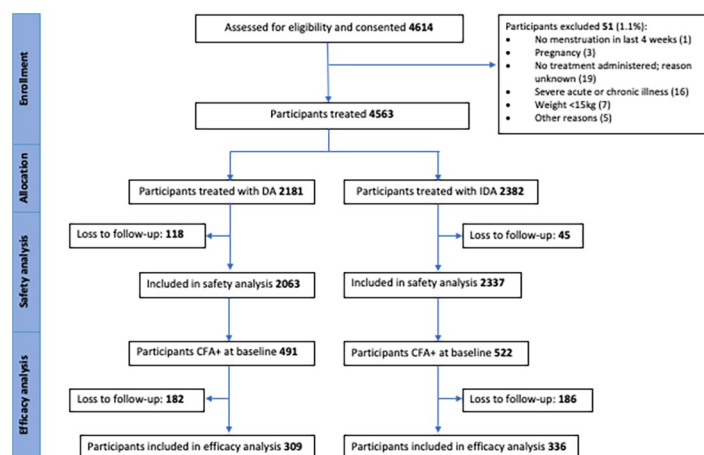 Enrollment
Assessed for eligibility and consented 4614
Participants excluded 51 (1.1%):
• No menstruation in last 4 weeks (1)
• Pregnancy (3)
• No treatment administered; reason
unknown (19)
• Severe acute or chronic illness (16)
• Weight <15kg (7)
• Other reasons (5)
Participants treated 4563
Allocation
Participants treated with DA 2181
Participants treated with IDA 2382
Safety analysis
Loss to follow-up: 118
Loss to follow-up: 45
Included in safety analysis 2063
Included in safety analysis 2337
Efficacy analysis
Participants CFA+ at baseline 491
Participants CFA+ at baseline 522
Loss to follow-up: 182
Loss to follow-up: 186
Participants included in efficacy analysis 309
Participants included in efficacy analysis 336